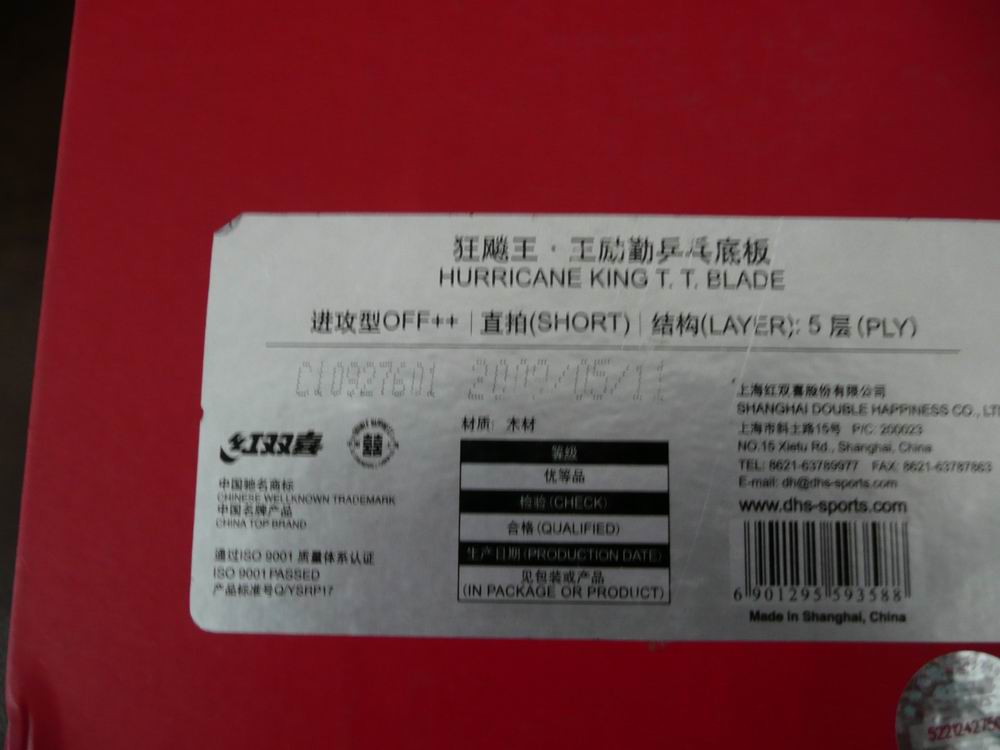 狂飚王·王励勤乒乓底板
HURRICANE KING T. T. BLADE
进攻型OFF++ 直拍(SHORT) 结构(LAYER): 5 层 (PLY)
红双喜
中国驰名商标
CHINESE WELLKNOWN TRADEMARK
中国名牌产品
CHINA TOP BRAND
通过ISO 9001 质量体系认证
ISO 9001 PASSED
产品标准号Q/YSRP17
材质: 木材
等级
优等品
检验(CHECK)
合格(QUALIFIED)
生产日期(PRODUCTION DATE)
见包装或产品
(IN PACKAGE OR PRODUCT)
上海红双喜股份有限公司
SHANGHAI DOUBLE HAPPINESS CO.,
上海市斜土路15号 P/C: 200023
NO.15 Xietu Rd., Shanghai, China
TEL: 8621-63789977 FAX: 8621-63787863
E-mail: dh@dhs-sports.com
www.dhs-sports.com
6 901295 593588
Made in Shanghai, China